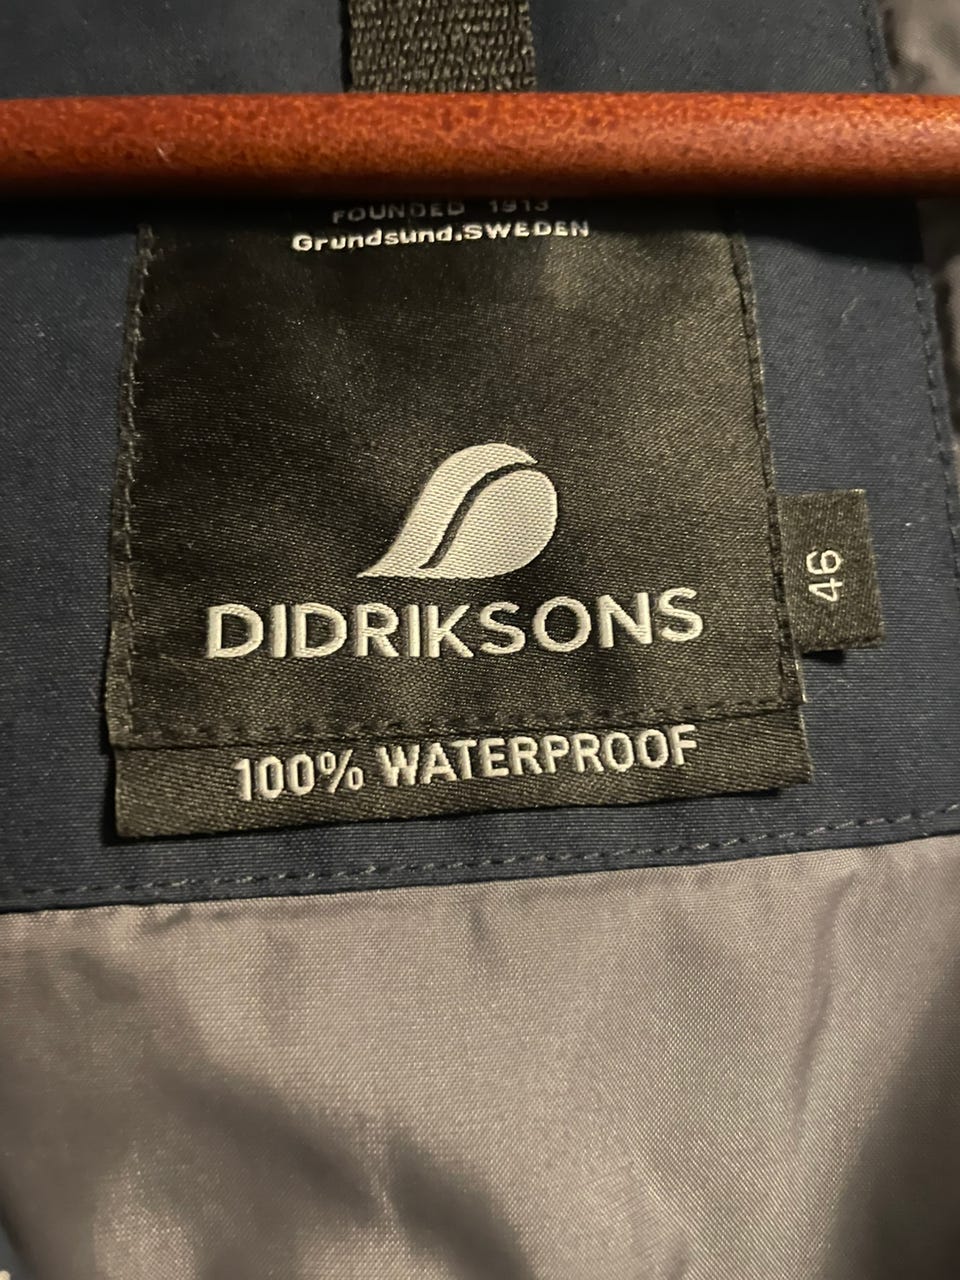 FOUNDED 1913
Grundsund.SWEDEN
DIDRIKSONS
46
100% WATERPROOF